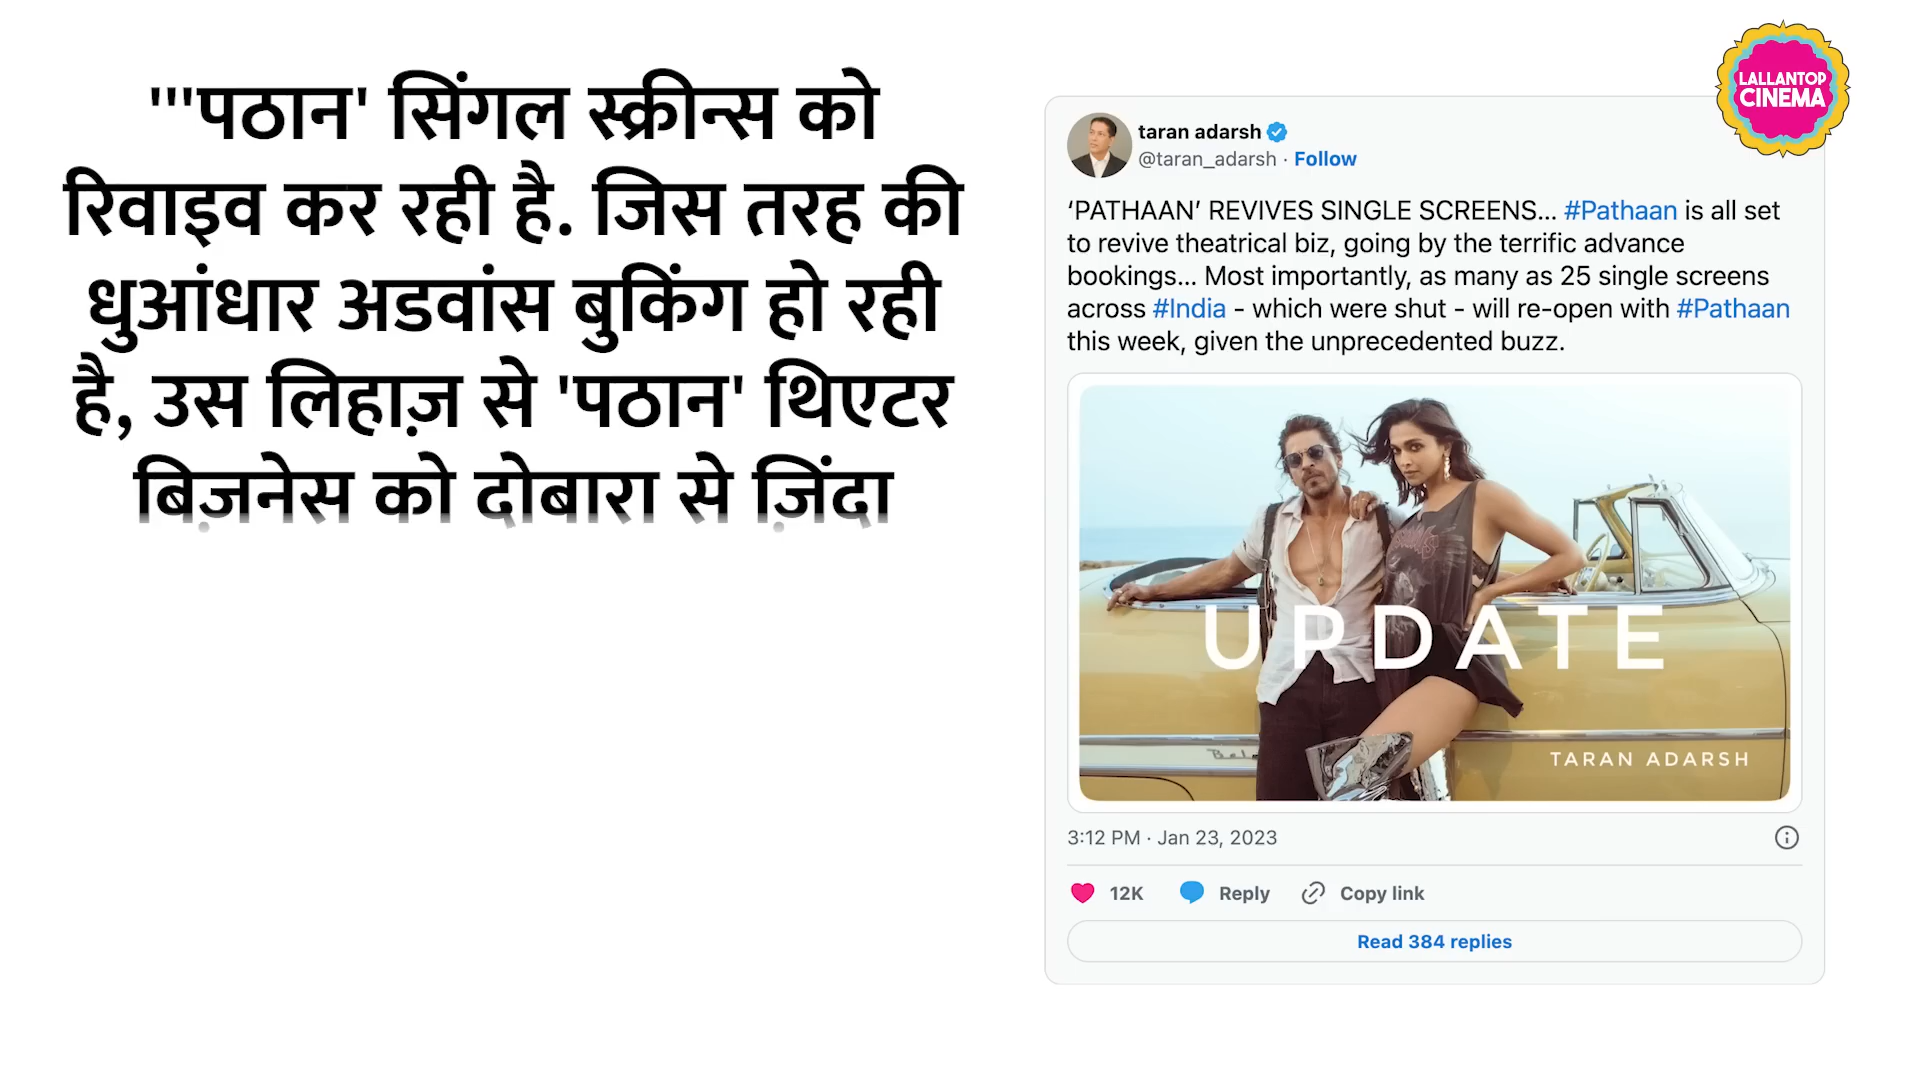 "'पठान' सिंगल स्क्रीन्स को
रिवाइव कर रही है. जिस तरह की
धुआंधार अडवांस बुकिंग हो रही
है, उस लिहाज़ से 'पठान' थिएटर
बिज़नेस को दोबारा से ज़िंदा
LALLANTOP
CINEMA
taran adarsh
@taran_adarsh · Follow
‘PATHAAN’ REVIVES SINGLE SCREENS... #Pathaan is all set
to revive theatrical biz, going by the terrific advance
bookings... Most importantly, as many as 25 single screens
across #India - which were shut - will re-open with #Pathaan
this week, given the unprecedented buzz.
UPDATE
TARAN ADARSH
3:12 PM · Jan 23, 2023
12K Reply Copy link
Read 384 replies